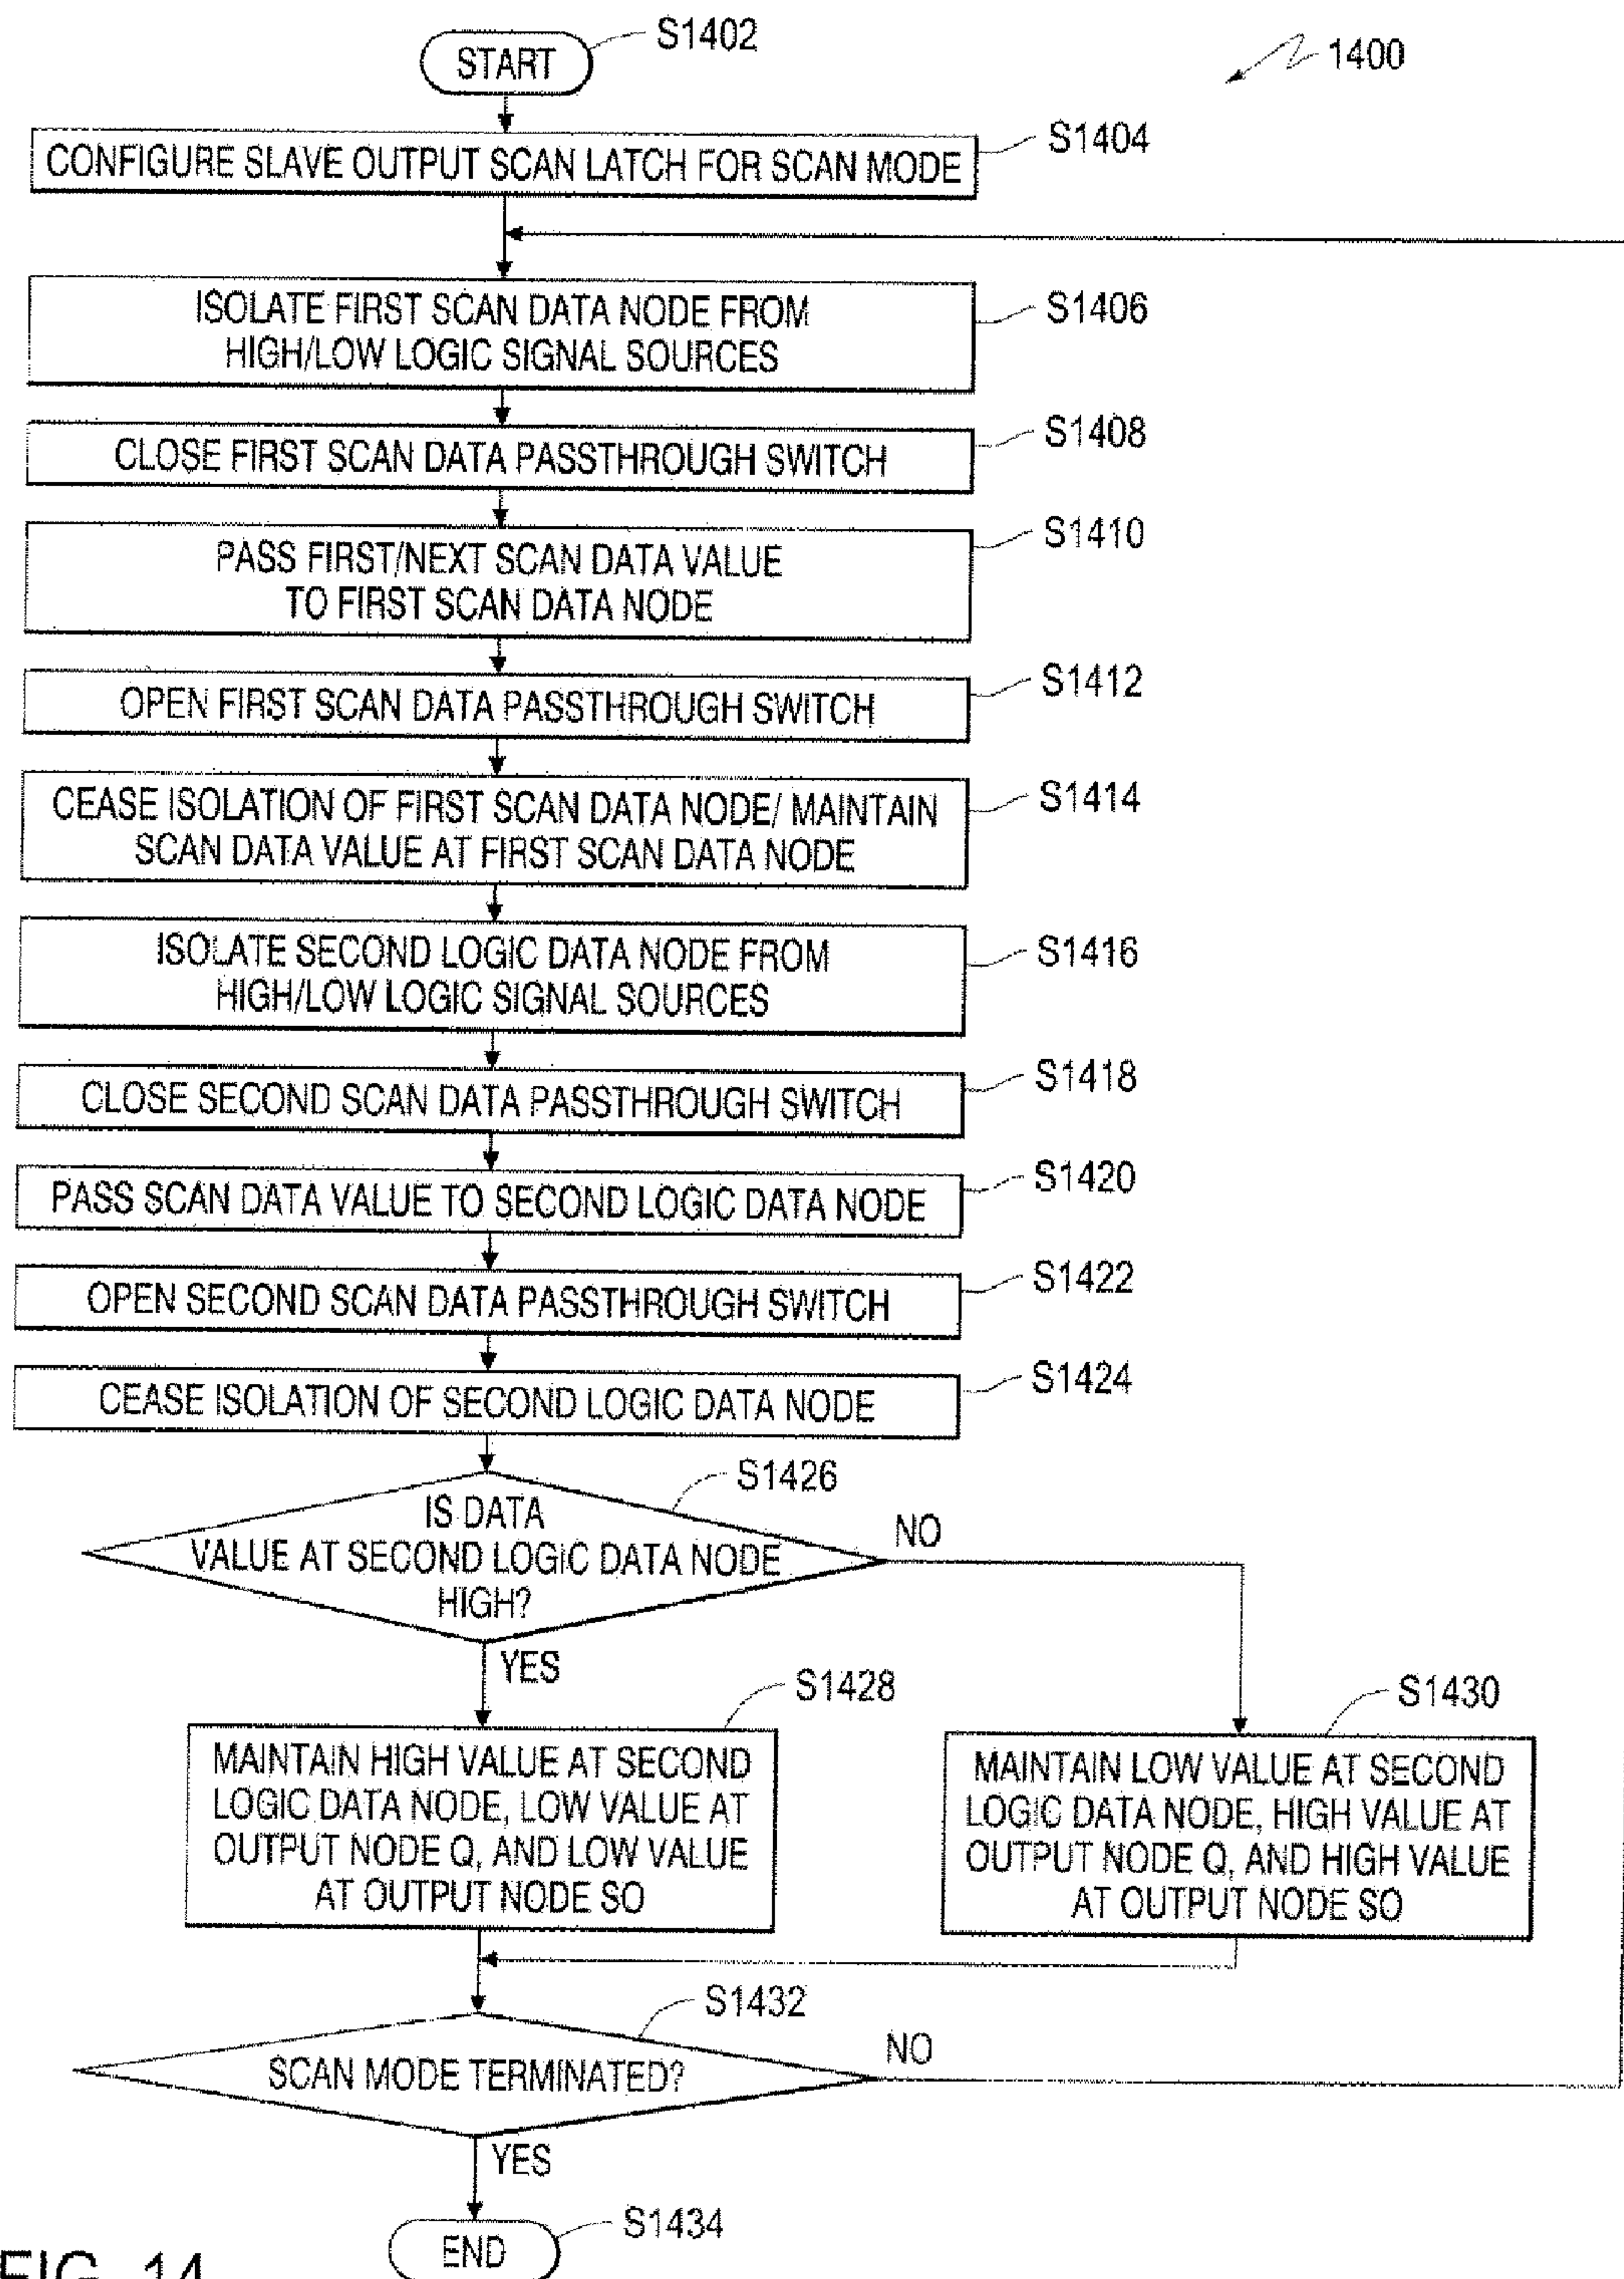 START
S1402
1400
CONFIGURE SLAVE OUTPUT SCAN LATCH FOR SCAN MODE
S1404
ISOLATE FIRST SCAN DATA NODE FROM
HIGH/LOW LOGIC SIGNAL SOURCES
S1406
CLOSE FIRST SCAN DATA PASSTHROUGH SWITCH
S1408
PASS FIRST/NEXT SCAN DATA VALUE
TO FIRST SCAN DATA NODE
S1410
OPEN FIRST SCAN DATA PASSTHROUGH SWITCH
S1412
CEASE ISOLATION OF FIRST SCAN DATA NODE/ MAINTAIN
SCAN DATA VALUE AT FIRST SCAN DATA NODE
S1414
ISOLATE SECOND LOGIC DATA NODE FROM
HIGH/LOW LOGIC SIGNAL SOURCES
S1416
CLOSE SECOND SCAN DATA PASSTHROUGH SWITCH
S1418
PASS SCAN DATA VALUE TO SECOND LOGIC DATA NODE
S1420
OPEN SECOND SCAN DATA PASSTHROUGH SWITCH
S1422
CEASE ISOLATION OF SECOND LOGIC DATA NODE
S1424
S1426
IS DATA
VALUE AT SECOND LOGIC DATA NODE
HIGH?
NO
YES
S1428
MAINTAIN HIGH VALUE AT SECOND
LOGIC DATA NODE, LOW VALUE AT
OUTPUT NODE Q, AND LOW VALUE
AT OUTPUT NODE SO
S1430
MAINTAIN LOW VALUE AT SECOND
LOGIC DATA NODE, HIGH VALUE AT
OUTPUT NODE Q, AND HIGH VALUE
AT OUTPUT NODE SO
S1432
SCAN MODE TERMINATED?
NO
YES
END
S1434
FIG. 14